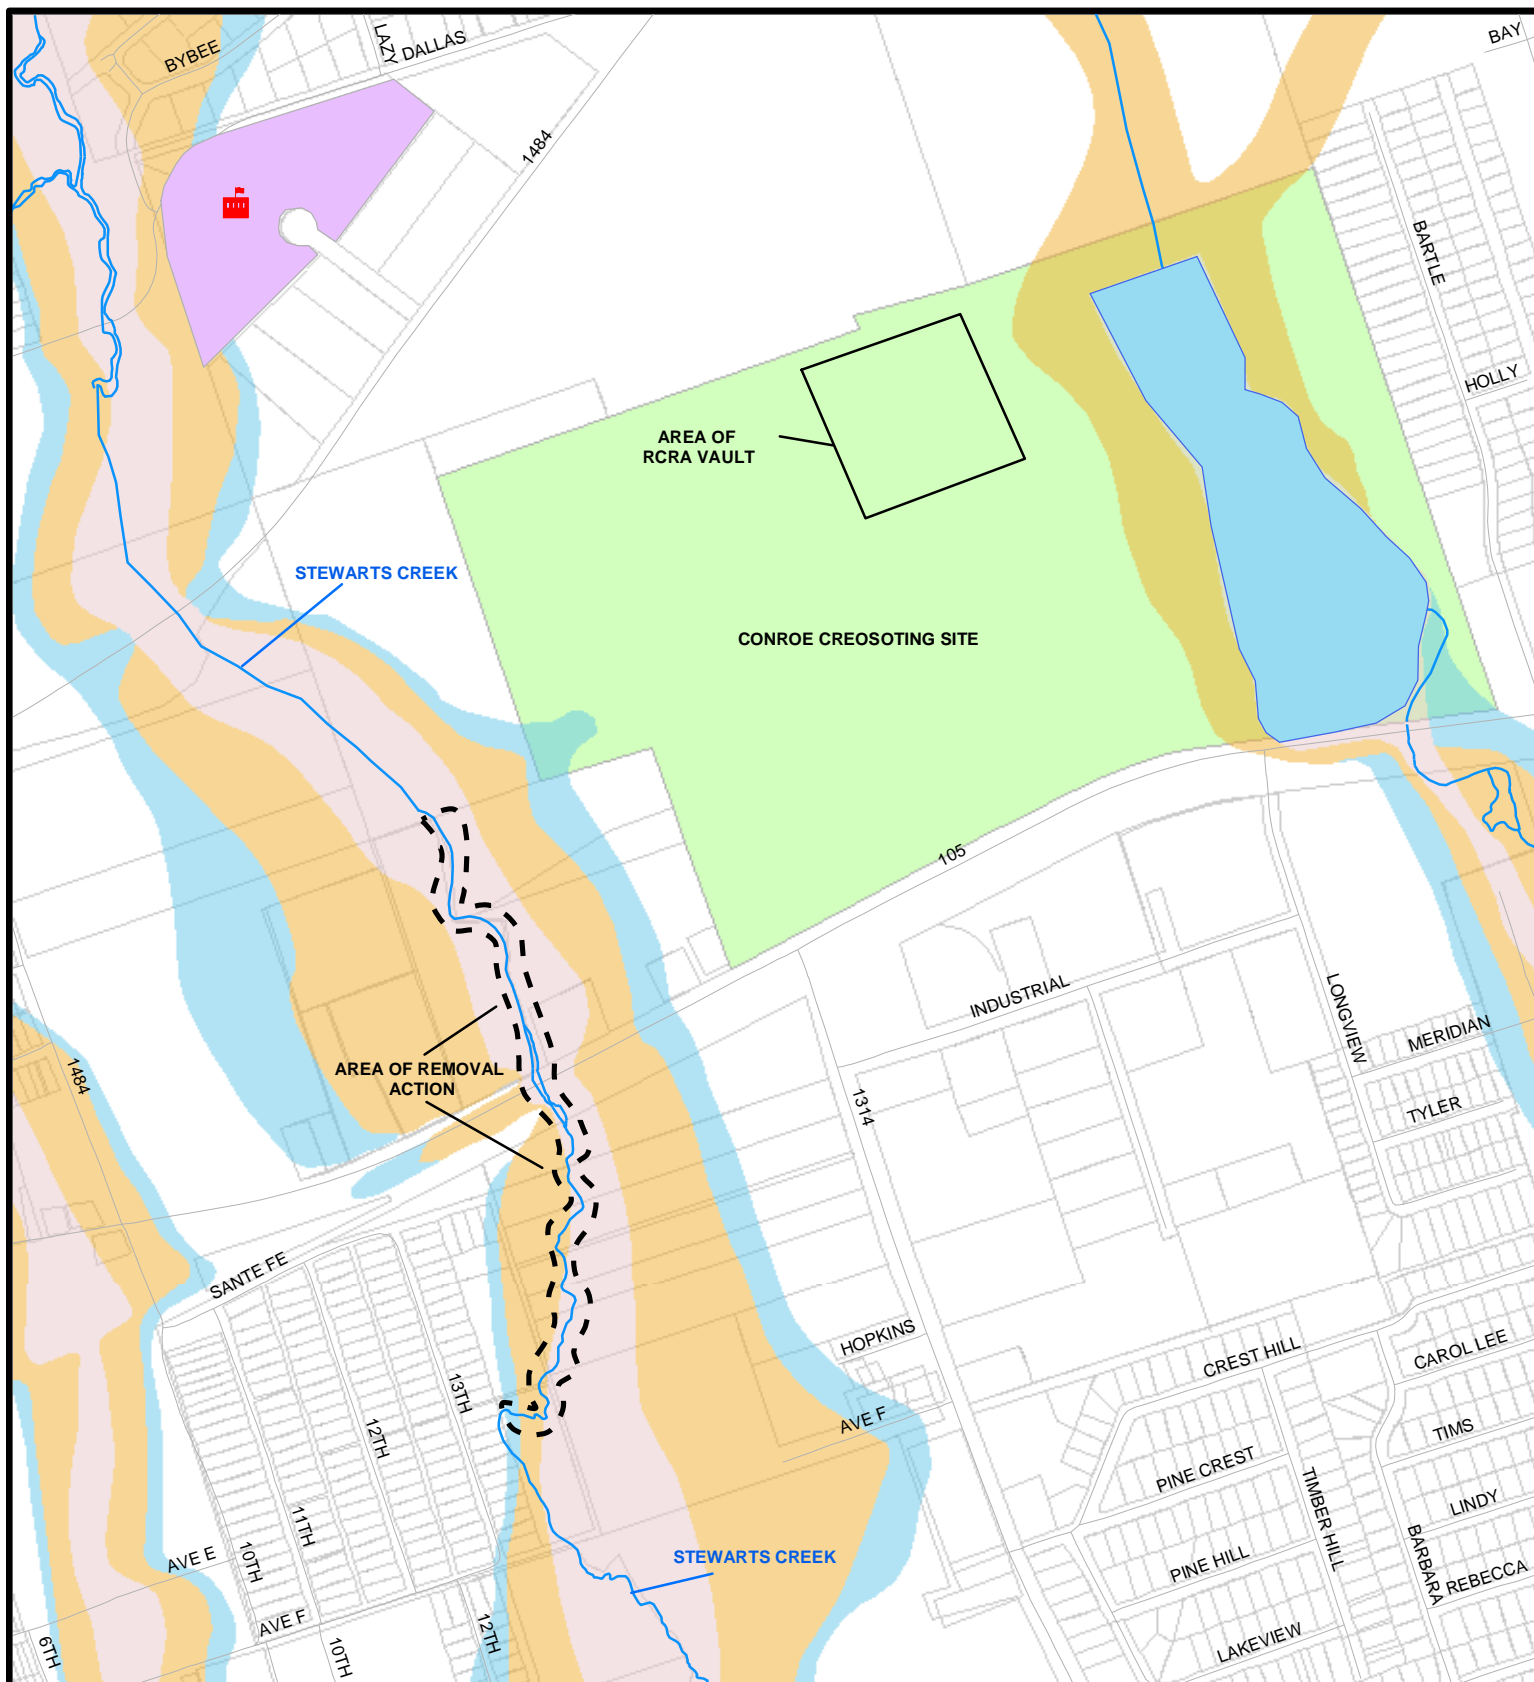 LAZY
DALLAS
BYBEE
BAY
1484
BARTLE
HOLLY
AREA OF
RCRA VAULT
STEWARTS CREEK
CONROE CREOSOTING SITE
105
INDUSTRIAL
LONGVIEW
MERIDIAN
AREA OF REMOVAL
ACTION
1484
1314
TYLER
SANTE FE
HOPKINS
CREST HILL
CAROL LEE
13TH
12TH
AVE F
TIMS
PINE CREST
TIMBER HILL
LINDY
11TH
10TH
AVE E
STEWARTS CREEK
PINE HILL
BARBARA
REBECCA
AVE F
12TH
10TH
6TH
LAKEVIEW